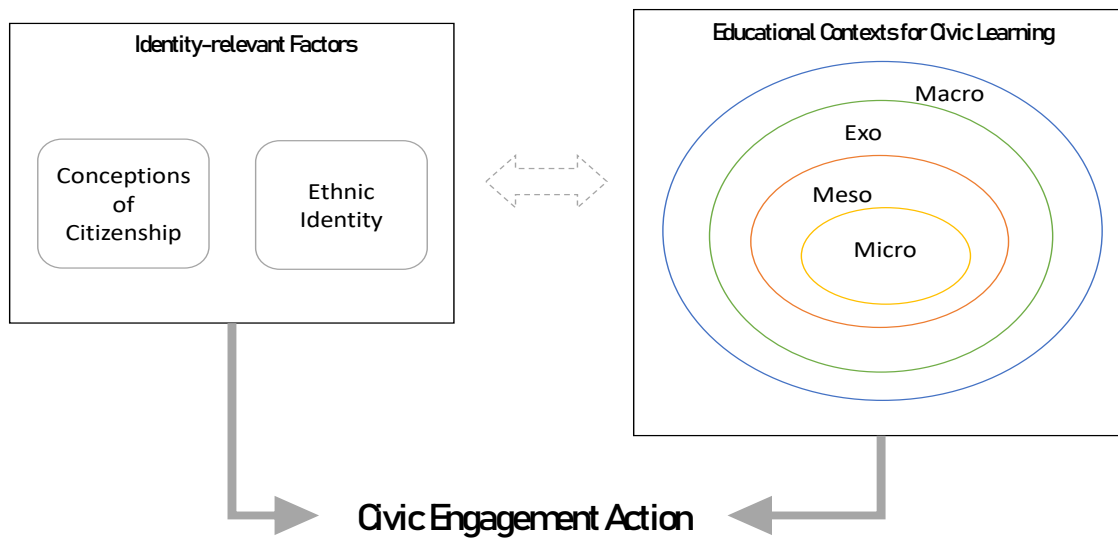 Identity-relevant Factors
Educational Contexts for Civic Learning
Conceptions
of
Citizenship
Ethnic
Identity
Macro
Exo
Meso
Micro
Civic Engagement Action